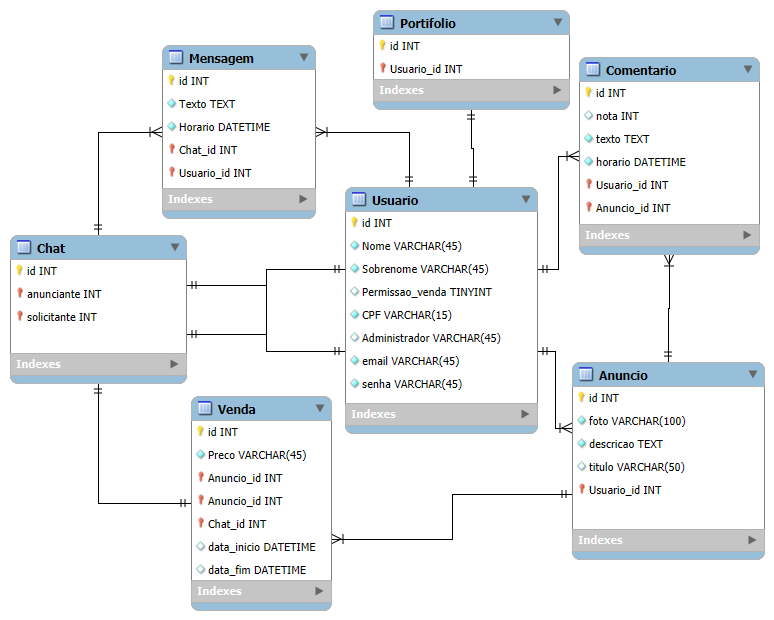 Portifolio
id INT
Usuario_id INT
Indexes
Mensagem
id INT
Texto TEXT
Horario DATETIME
Chat_id INT
Usuario_id INT
Indexes
Comentario
id INT
nota INT
texto TEXT
horario DATETIME
Usuario_id INT
Anuncio_id INT
Indexes
Usuario
id INT
Nome VARCHAR(45)
Sobrenome VARCHAR(45)
Permissao_venda TINYINT
CPF VARCHAR(15)
Administrador VARCHAR(45)
email VARCHAR(45)
senha VARCHAR(45)
Indexes
Chat
id INT
anunciante INT
solicitante INT
Indexes
Anuncio
id INT
foto VARCHAR(100)
descricao TEXT
titulo VARCHAR(50)
Usuario_id INT
Indexes
Venda
id INT
Preco VARCHAR(45)
Anuncio_id INT
Anuncio_id INT
Chat_id INT
data_inicio DATETIME
data_fim DATETIME
Indexes